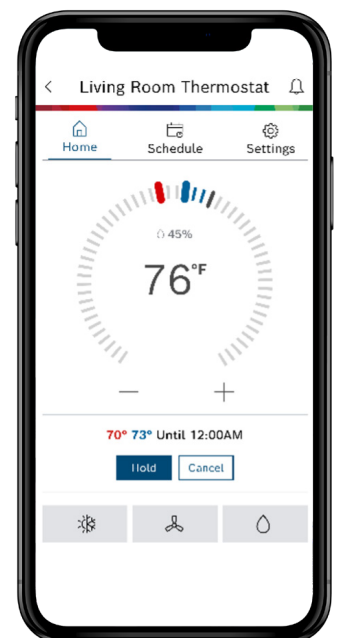 Living Room Thermostat
Home Schedule Settings
45%
76°F
70° 73° Until 12:00AM
Hold Cancel